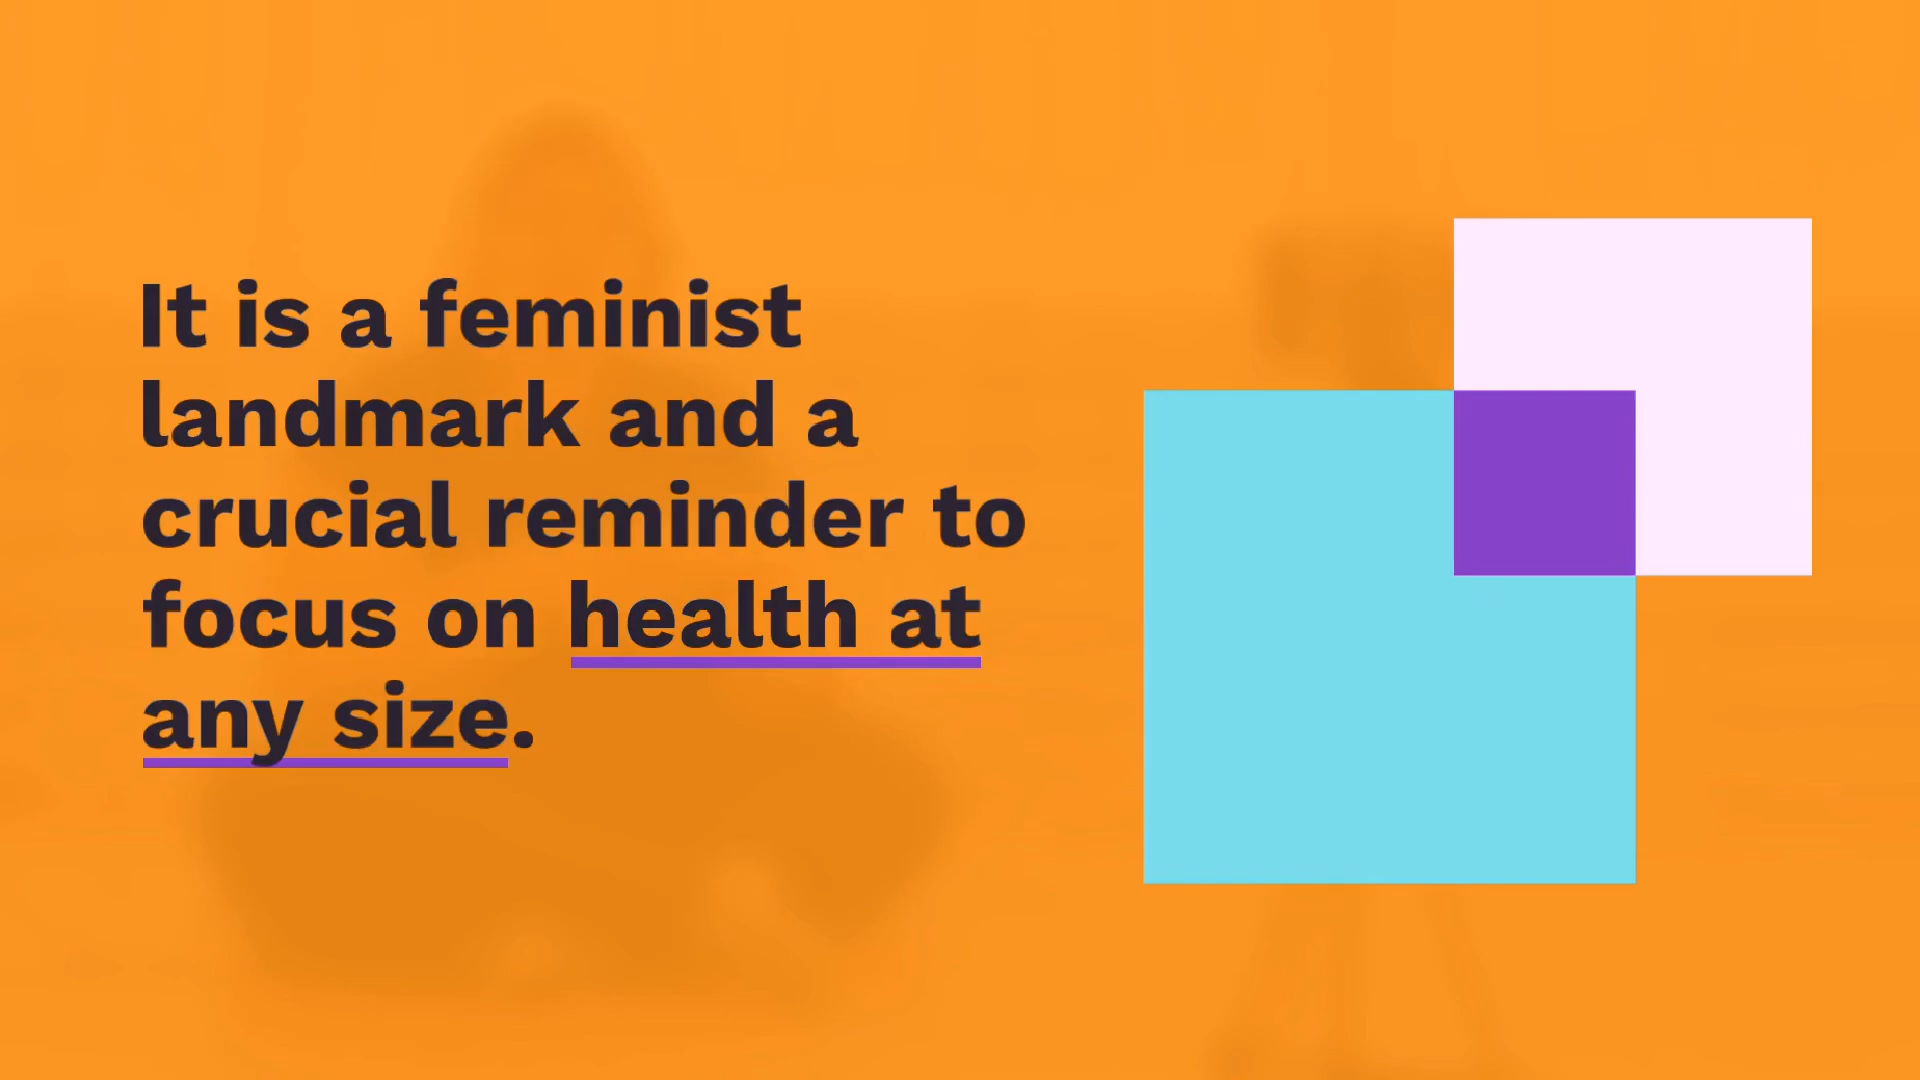 It is a feminist
landmark and a
crucial reminder to
focus on health at
any size.